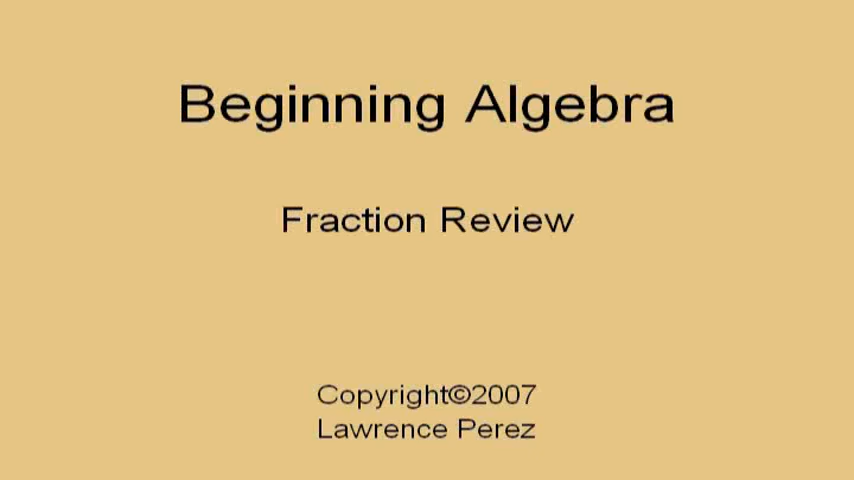 Beginning Algebra
Fraction Review
Copyright©2007
Lawrence Perez